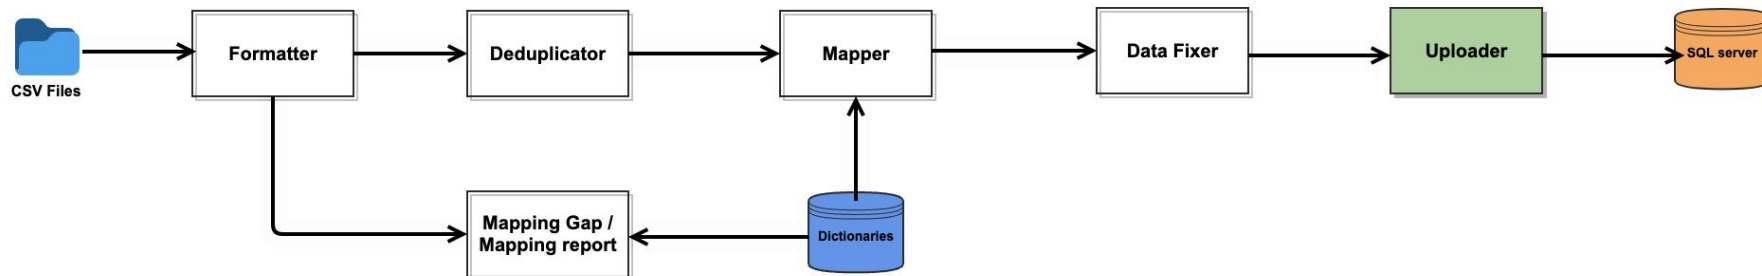 Formatter
Deduplicator
Mapper
Data Fixer
Uploader
SQL server
CSV Files
Mapping Gap /
Mapping report
Dictionaries